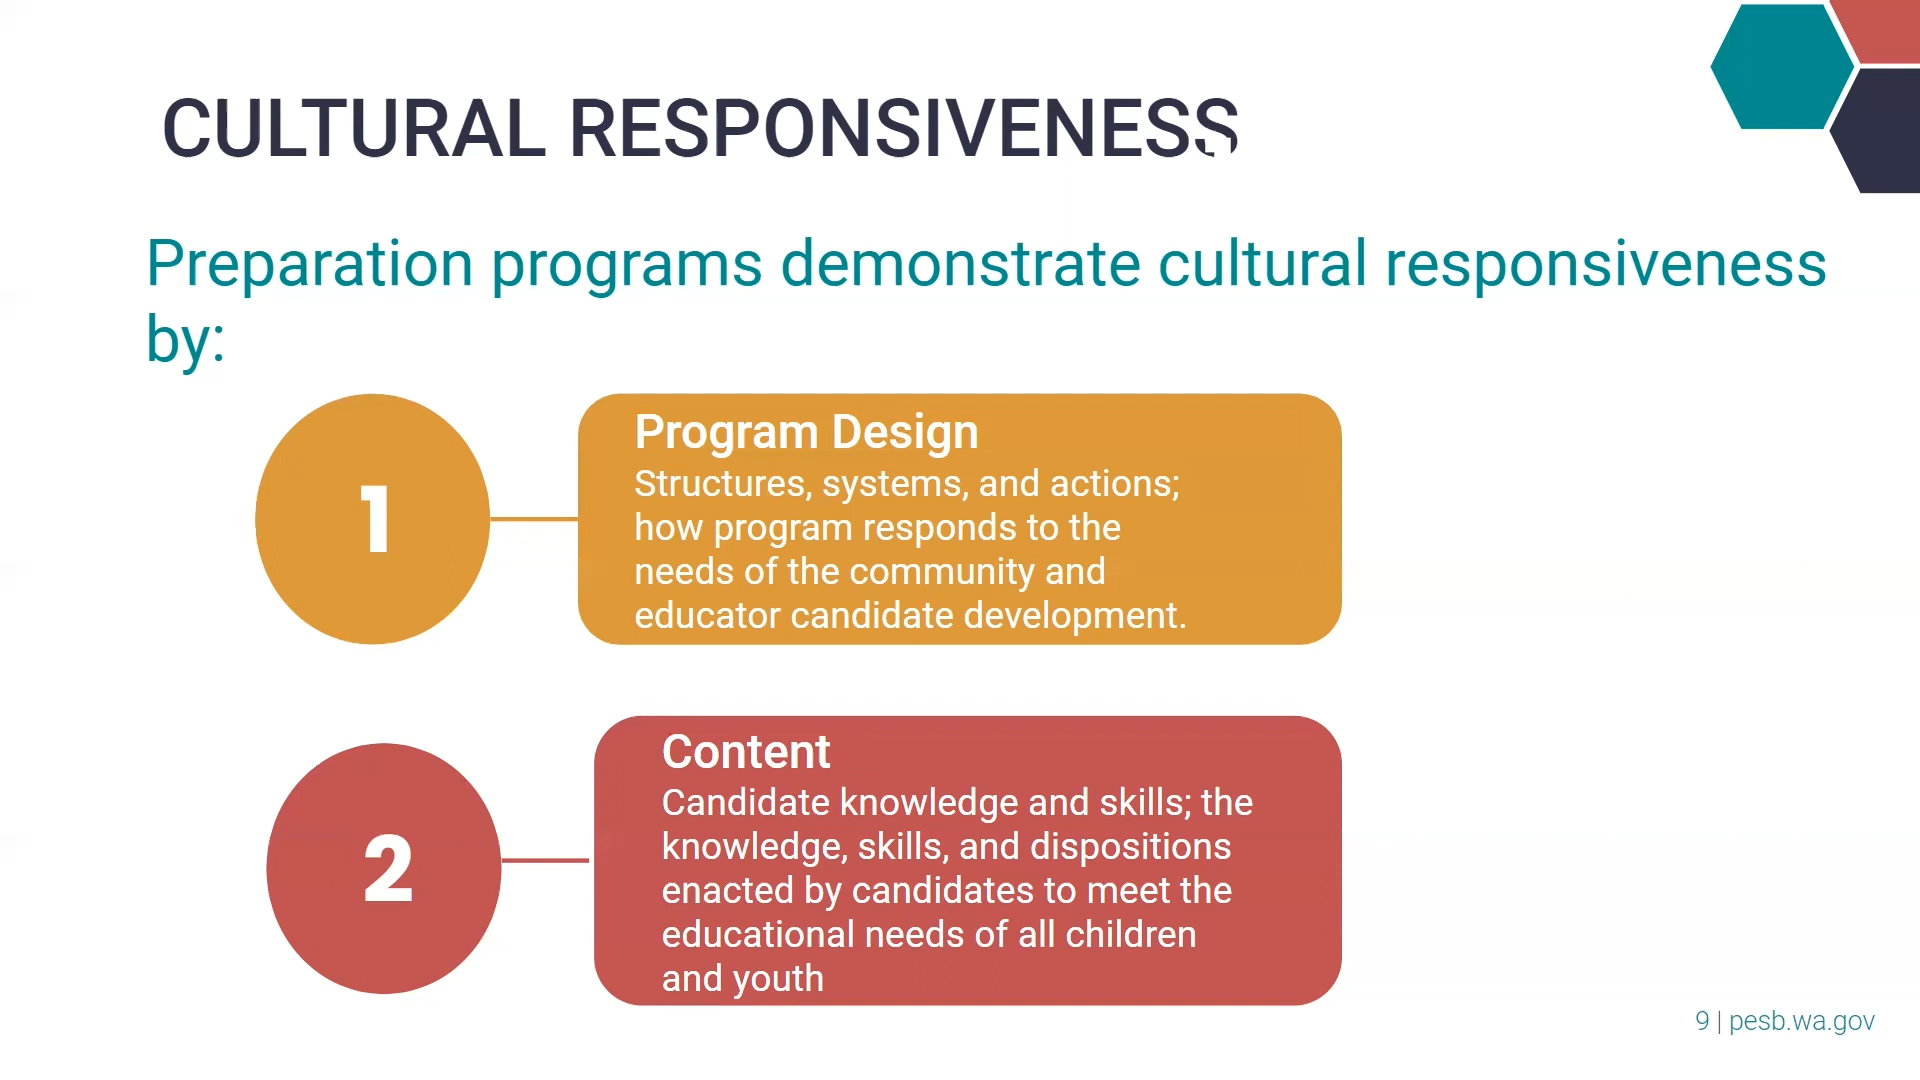 CULTURAL RESPONSIVENESS
Preparation programs demonstrate cultural responsiveness
by:
1
Program Design
Structures, systems, and actions;
how program responds to the
needs of the community and
educator candidate development.
2
Content
Candidate knowledge and skills; the
knowledge, skills, and dispositions
enacted by candidates to meet the
educational needs of all children
and youth
9 | pesb.wa.gov